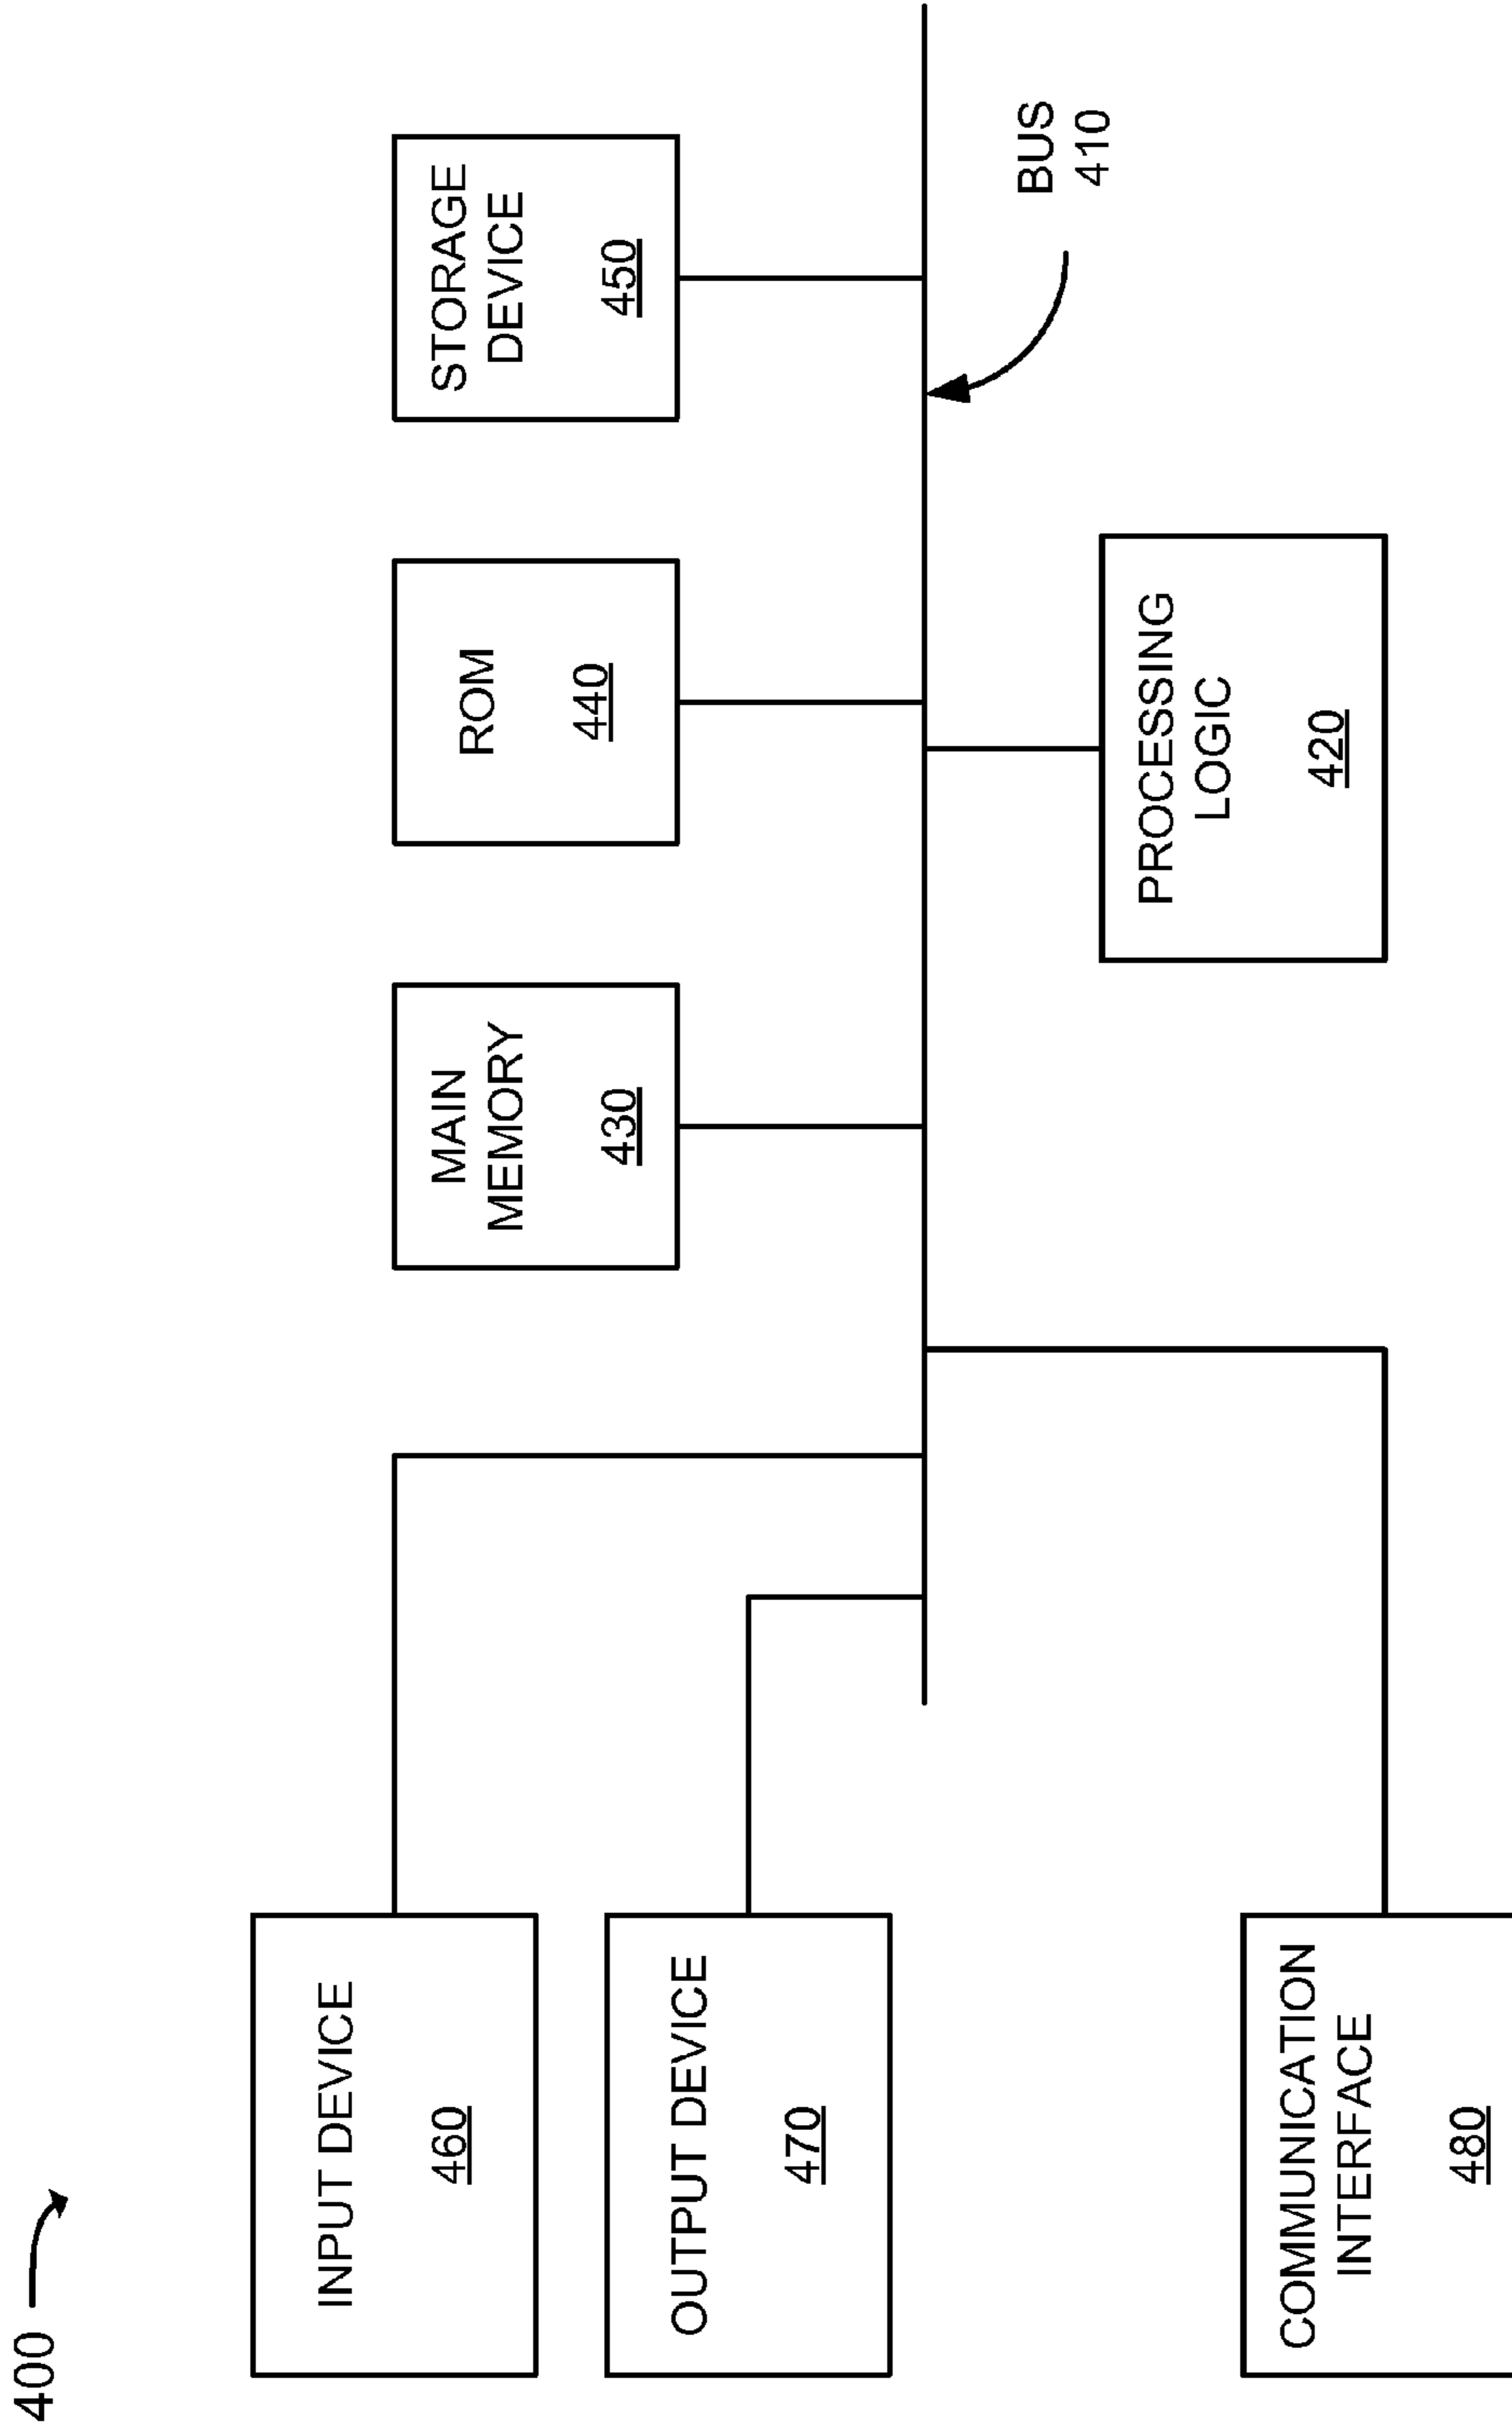 400
MAIN
MEMORY
430
ROM
440
STORAGE
DEVICE
450
INPUT DEVICE
460
OUTPUT DEVICE
470
BUS
410
PROCESSING
LOGIC
420
COMMUNICATION
INTERFACE
480